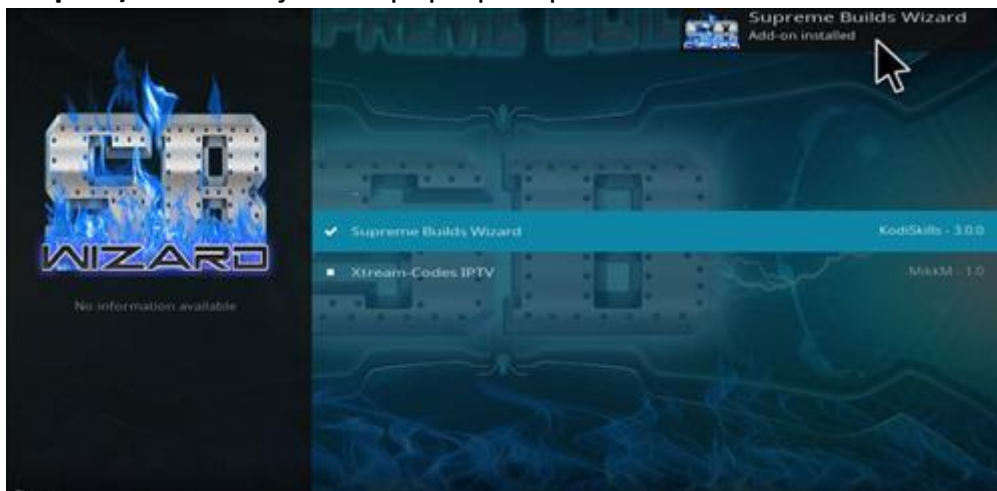 Supreme Builds Wizard
Add-on installed
SB
WIZARD
No information available
Supreme Builds Wizard
KodiSkills - 3.0.0
Xtream-Codes IPTV
MikkM - 1.0